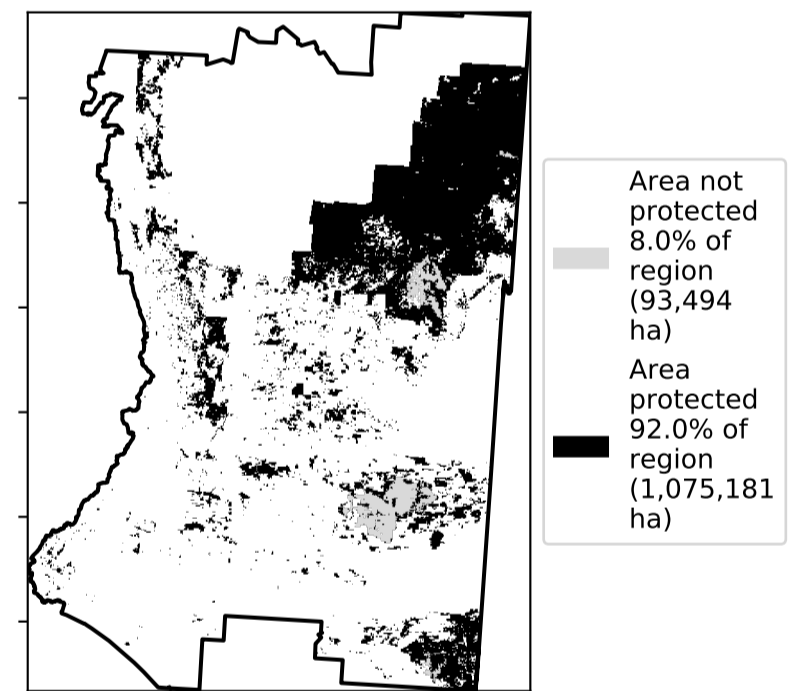 Area not
protected
8.0% of
region
(93,494
ha)
Area
protected
92.0% of
region
(1,075,181
ha)